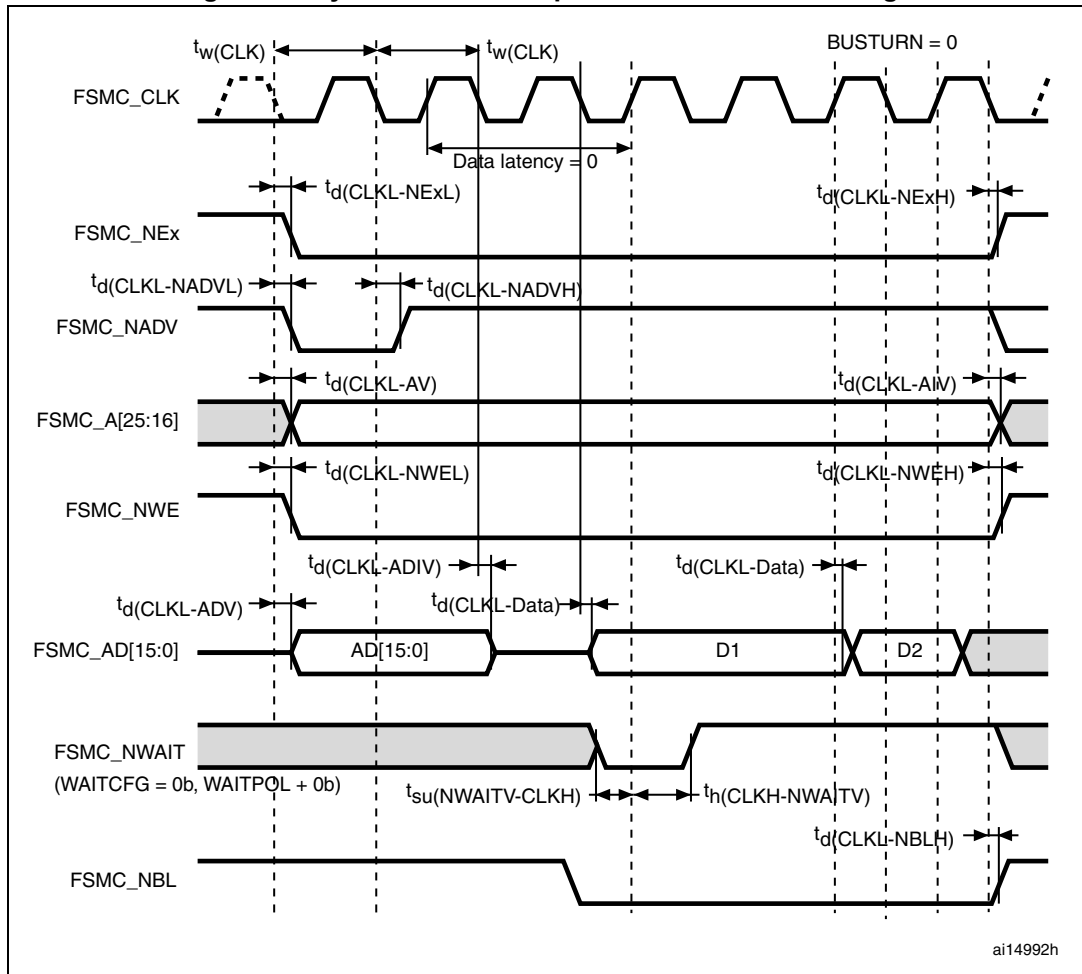 tw(CLK)
tw(CLK)
BUSTURN = 0
FSMC_CLK
Data latency = 0
td(CLKL-NExL)
td(CLKL-NExH)
FSMC_NEx
td(CLKL-NADVL)
td(CLKL-NADVH)
FSMC_NADV
td(CLKL-AV)
td(CLKL-AIV)
FSMC_A[25:16]
td(CLKL-NWEL)
td(CLKL-NWEH)
FSMC_NWE
td(CLKL-ADIV)
td(CLKL-Data)
td(CLKL-ADV)
td(CLKL-Data)
FSMC_AD[15:0]
AD[15:0]
D1
D2
FSMC_NWAIT
(WAITCFG = 0b, WAITPOL + 0b)
tsu(NWAITV-CLKH)
th(CLKH-NWAITV)
td(CLKL-NBLH)
FSMC_NBL
ai14992h